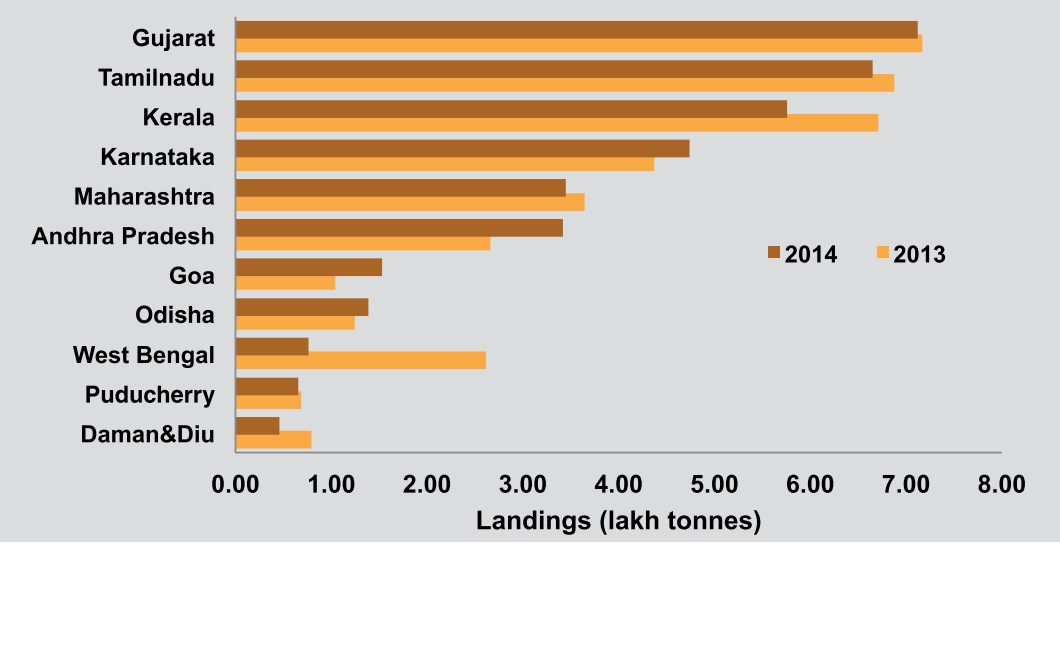 Gujarat
Tamilnadu
Kerala
Karnataka
Maharashtra
Andhra Pradesh
Goa
Odisha
West Bengal
Puducherry
Daman&Diu
2014 2013
0.00 1.00 2.00 3.00 4.00 5.00 6.00 7.00 8.00
Landings (lakh tonnes)